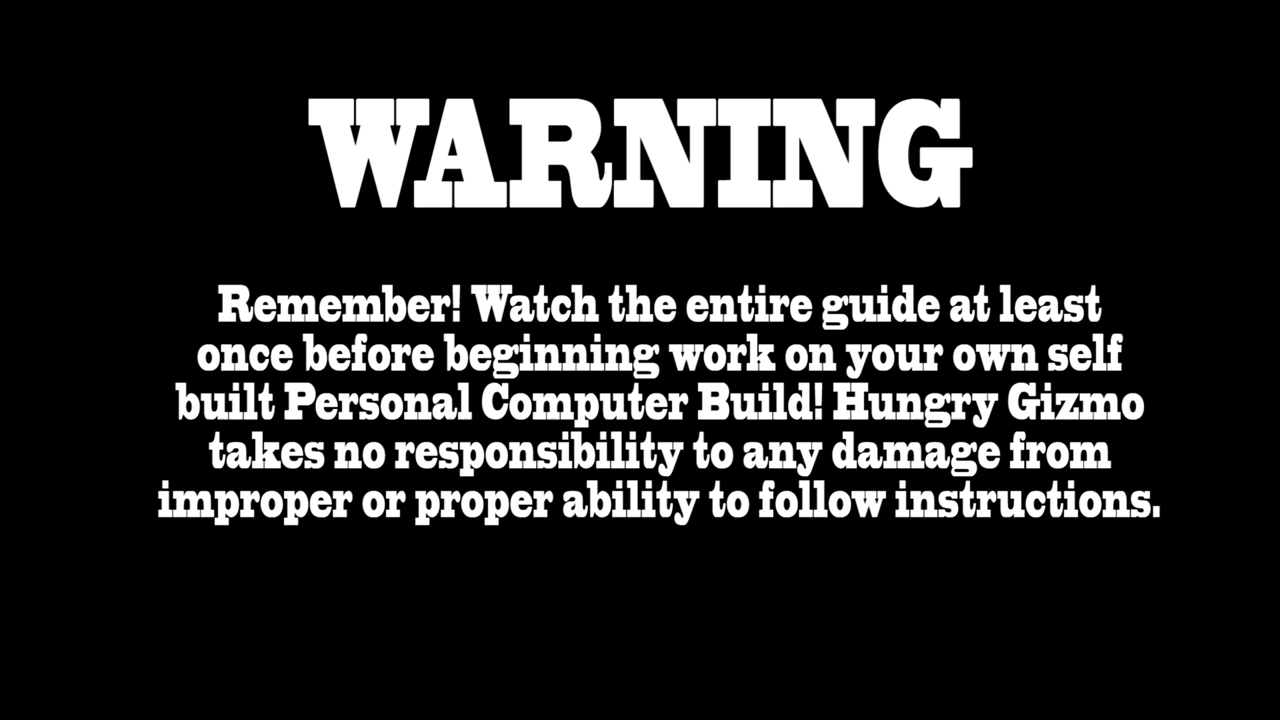 WARNING
Remember! Watch the entire guide at least
once before beginning work on your own self
built Personal Computer Build! Hungry Gizmo
takes no responsibility to any damage from
improper or proper ability to follow instructions.